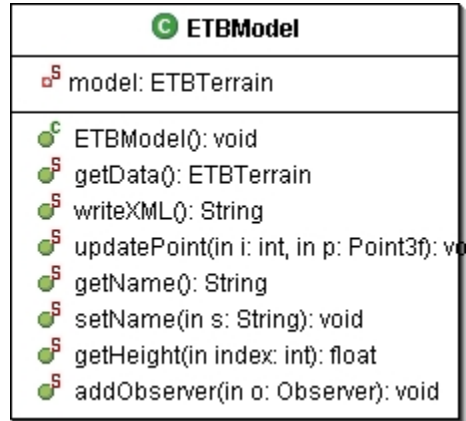 C ETBModel
S model: ETBTerrain
C ETBModel(): void
S getData(): ETBTerrain
S writeXML(): String
S updatePoint(in i: int, in p: Point3f): vo
S getName(): String
S setName(in s: String): void
S getHeight(in index: int): float
S addObserver(in o: Observer): void